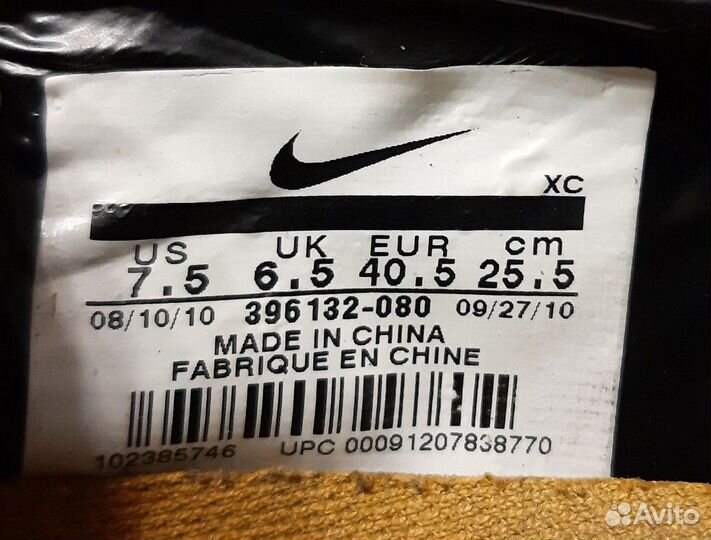 XC
US UK EUR cm
7.5 6.5 40.5 25.5
08/10/10 396132-080 09/27/10
MADE IN CHINA
FABRIQUE EN CHINE
102385746 UPC 00091207838770
Avito